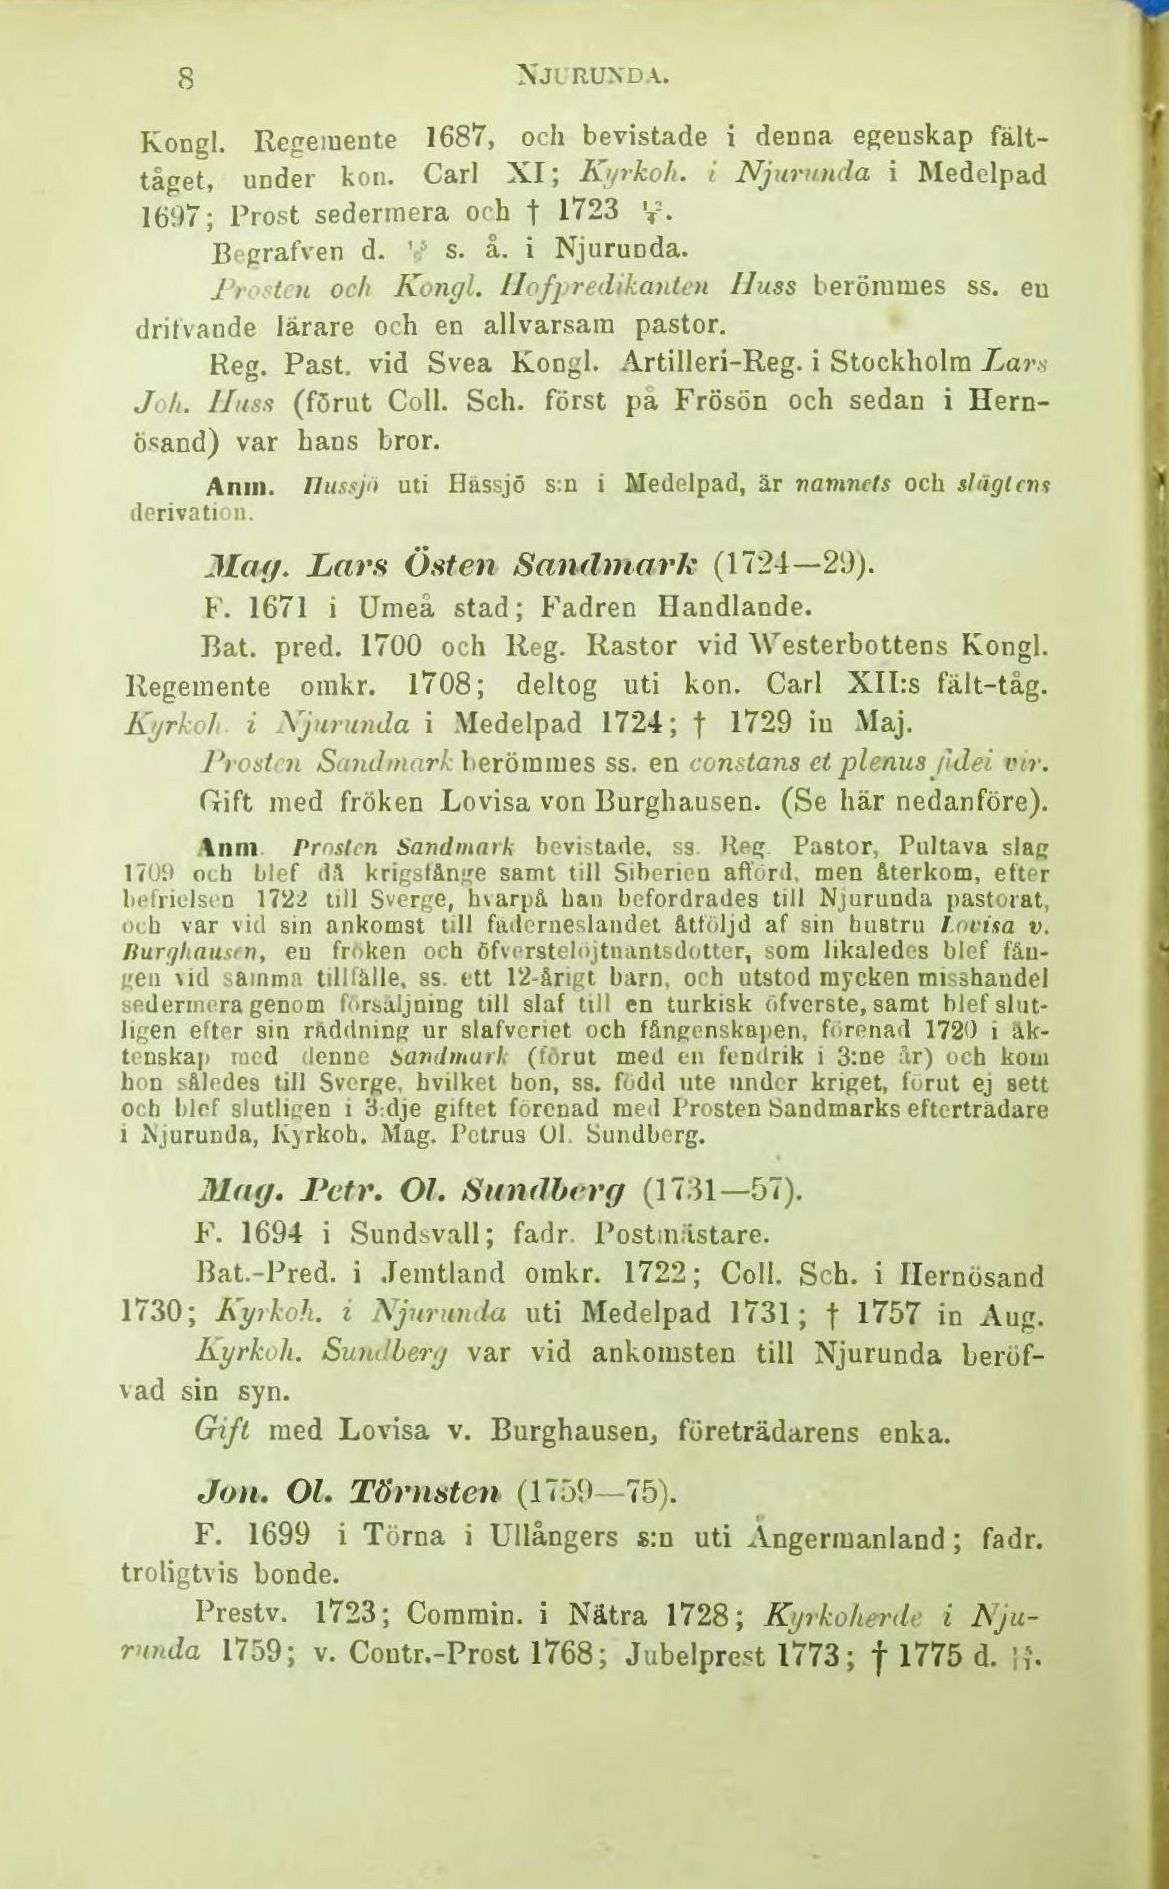 8 NJURUNDA.
Kongl. Regemente 1687, och bevistade i denna egenskap fält-
tåget, under kon. Carl XI; Kyrkoh. i Njurunda i Medelpad
1697; Prost sedermera och † 1723
Begrafven d. s. å. i Njurunda.
Prosten och Kongl. Hofpredikanten Huss berömmes ss. en
drifvande lärare och en allvarsam pastor.
Reg. Past. vid Svea Kongl. Artilleri-Reg. i Stockholm Lars
Joh. Huss (förut Coll. Sch. först på Frösön och sedan i Hern-
ösand) var hans bror.
Anm. Hussjö uti Hässjö s:n i Medelpad, är namnets och slägtens
derivation.
Mag. Lars Östen Sandmark (1724—29).
F. 1671 i Umeå stad; Fadren Handlande.
Bat. pred. 1700 och Reg. Rastor vid Westerbottens Kongl.
Regemente omkr. 1708; deltog uti kon. Carl XII:s fält-tåg.
Kyrkoh. i Njurunda i Medelpad 1724; † 1729 in Maj.
Prosten Sandmark berömmes ss. en constans et plenus fidei vir.
Gift med fröken Lovisa von Burghausen. (Se här nedanföre).
Anm. Prosten Sandmark bevistade, ss. Reg. Pastor, Pultava slag
1709 och blef då krigsfånge samt till Siberien afförd, men återkom, efter
befrielsen 1722 till Sverge, hvarpå han befordrades till Njurunda pastorat,
och var vid sin ankomst till fäderneslandet åtföljd af sin hustru Lovisa v.
Burghausen, en fröken och öfverstelöjtnantsdotter, som likaledes blef fån-
gen vid samma tillfälle, ss. ett 12-årigt barn, och utstod mycken misshandel
sedermera genom försäljning till slaf till en turkisk öfverste, samt blef slut-
ligen efter sin räddning ur slafveriet och fångenskapen, förenad 1720 i äk-
tenskap med denne Sandmark (förut med en fendrik i 3:ne år) och kom
hon således till Sverge, hvilket hon, ss. född ute under kriget, förut ej sett
och blef slutligen i 3:dje giftet förenad med Prosten Sandmarks efterträdare
i Njurunda, Kyrkoh. Mag. Petrus Ol. Sundberg.
Mag. Petr. Ol. Sundberg (1731—57).
F. 1694 i Sundsvall; fadr. Postmästare.
Bat.-Pred. i Jemtland omkr. 1722; Coll. Sch. i Hernösand
1730; Kyrkoh. i Njurunda uti Medelpad 1731; † 1757 in Aug.
Kyrkoh. Sundberg var vid ankomsten till Njurunda beröf-
vad sin syn.
Gift med Lovisa v. Burghausen, företrädarens enka.
Jon. Ol. Törnsten (1759—75).
F. 1699 i Törna i Ullångers s:n uti Ångermanland; fadr.
troligtvis bonde.
Prestv. 1723; Commin. i Nätra 1728; Kyrkoherde i Nju-
runda 1759; v. Contr.-Prost 1768; Jubelprest 1773; † 1775 d.